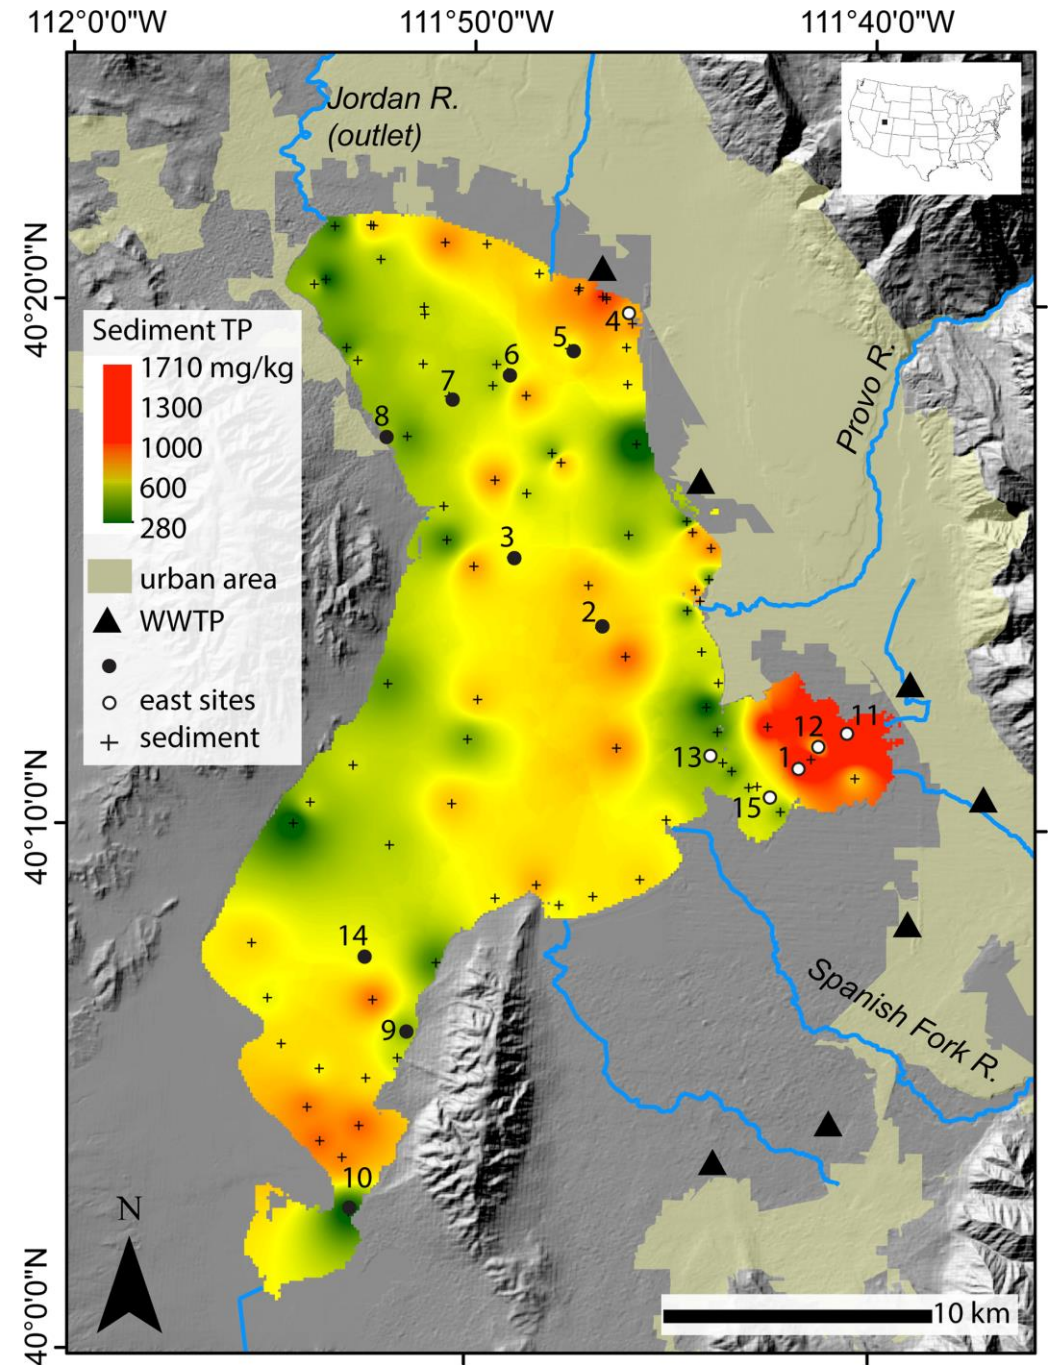 112°0'0"W
111°50'0"W
111°40'0"W
Jordan R.
(outlet)
40°20'0"N
Sediment TP
1710 mg/kg
1300
1000
600
280
urban area
WWTP
east sites
sediment
4
5
6
7
8
Provo R.
3
2
11
12
1
13
15
40°10'0"N
14
9
Spanish Fork R.
10
N
10 km
40°0'0"N